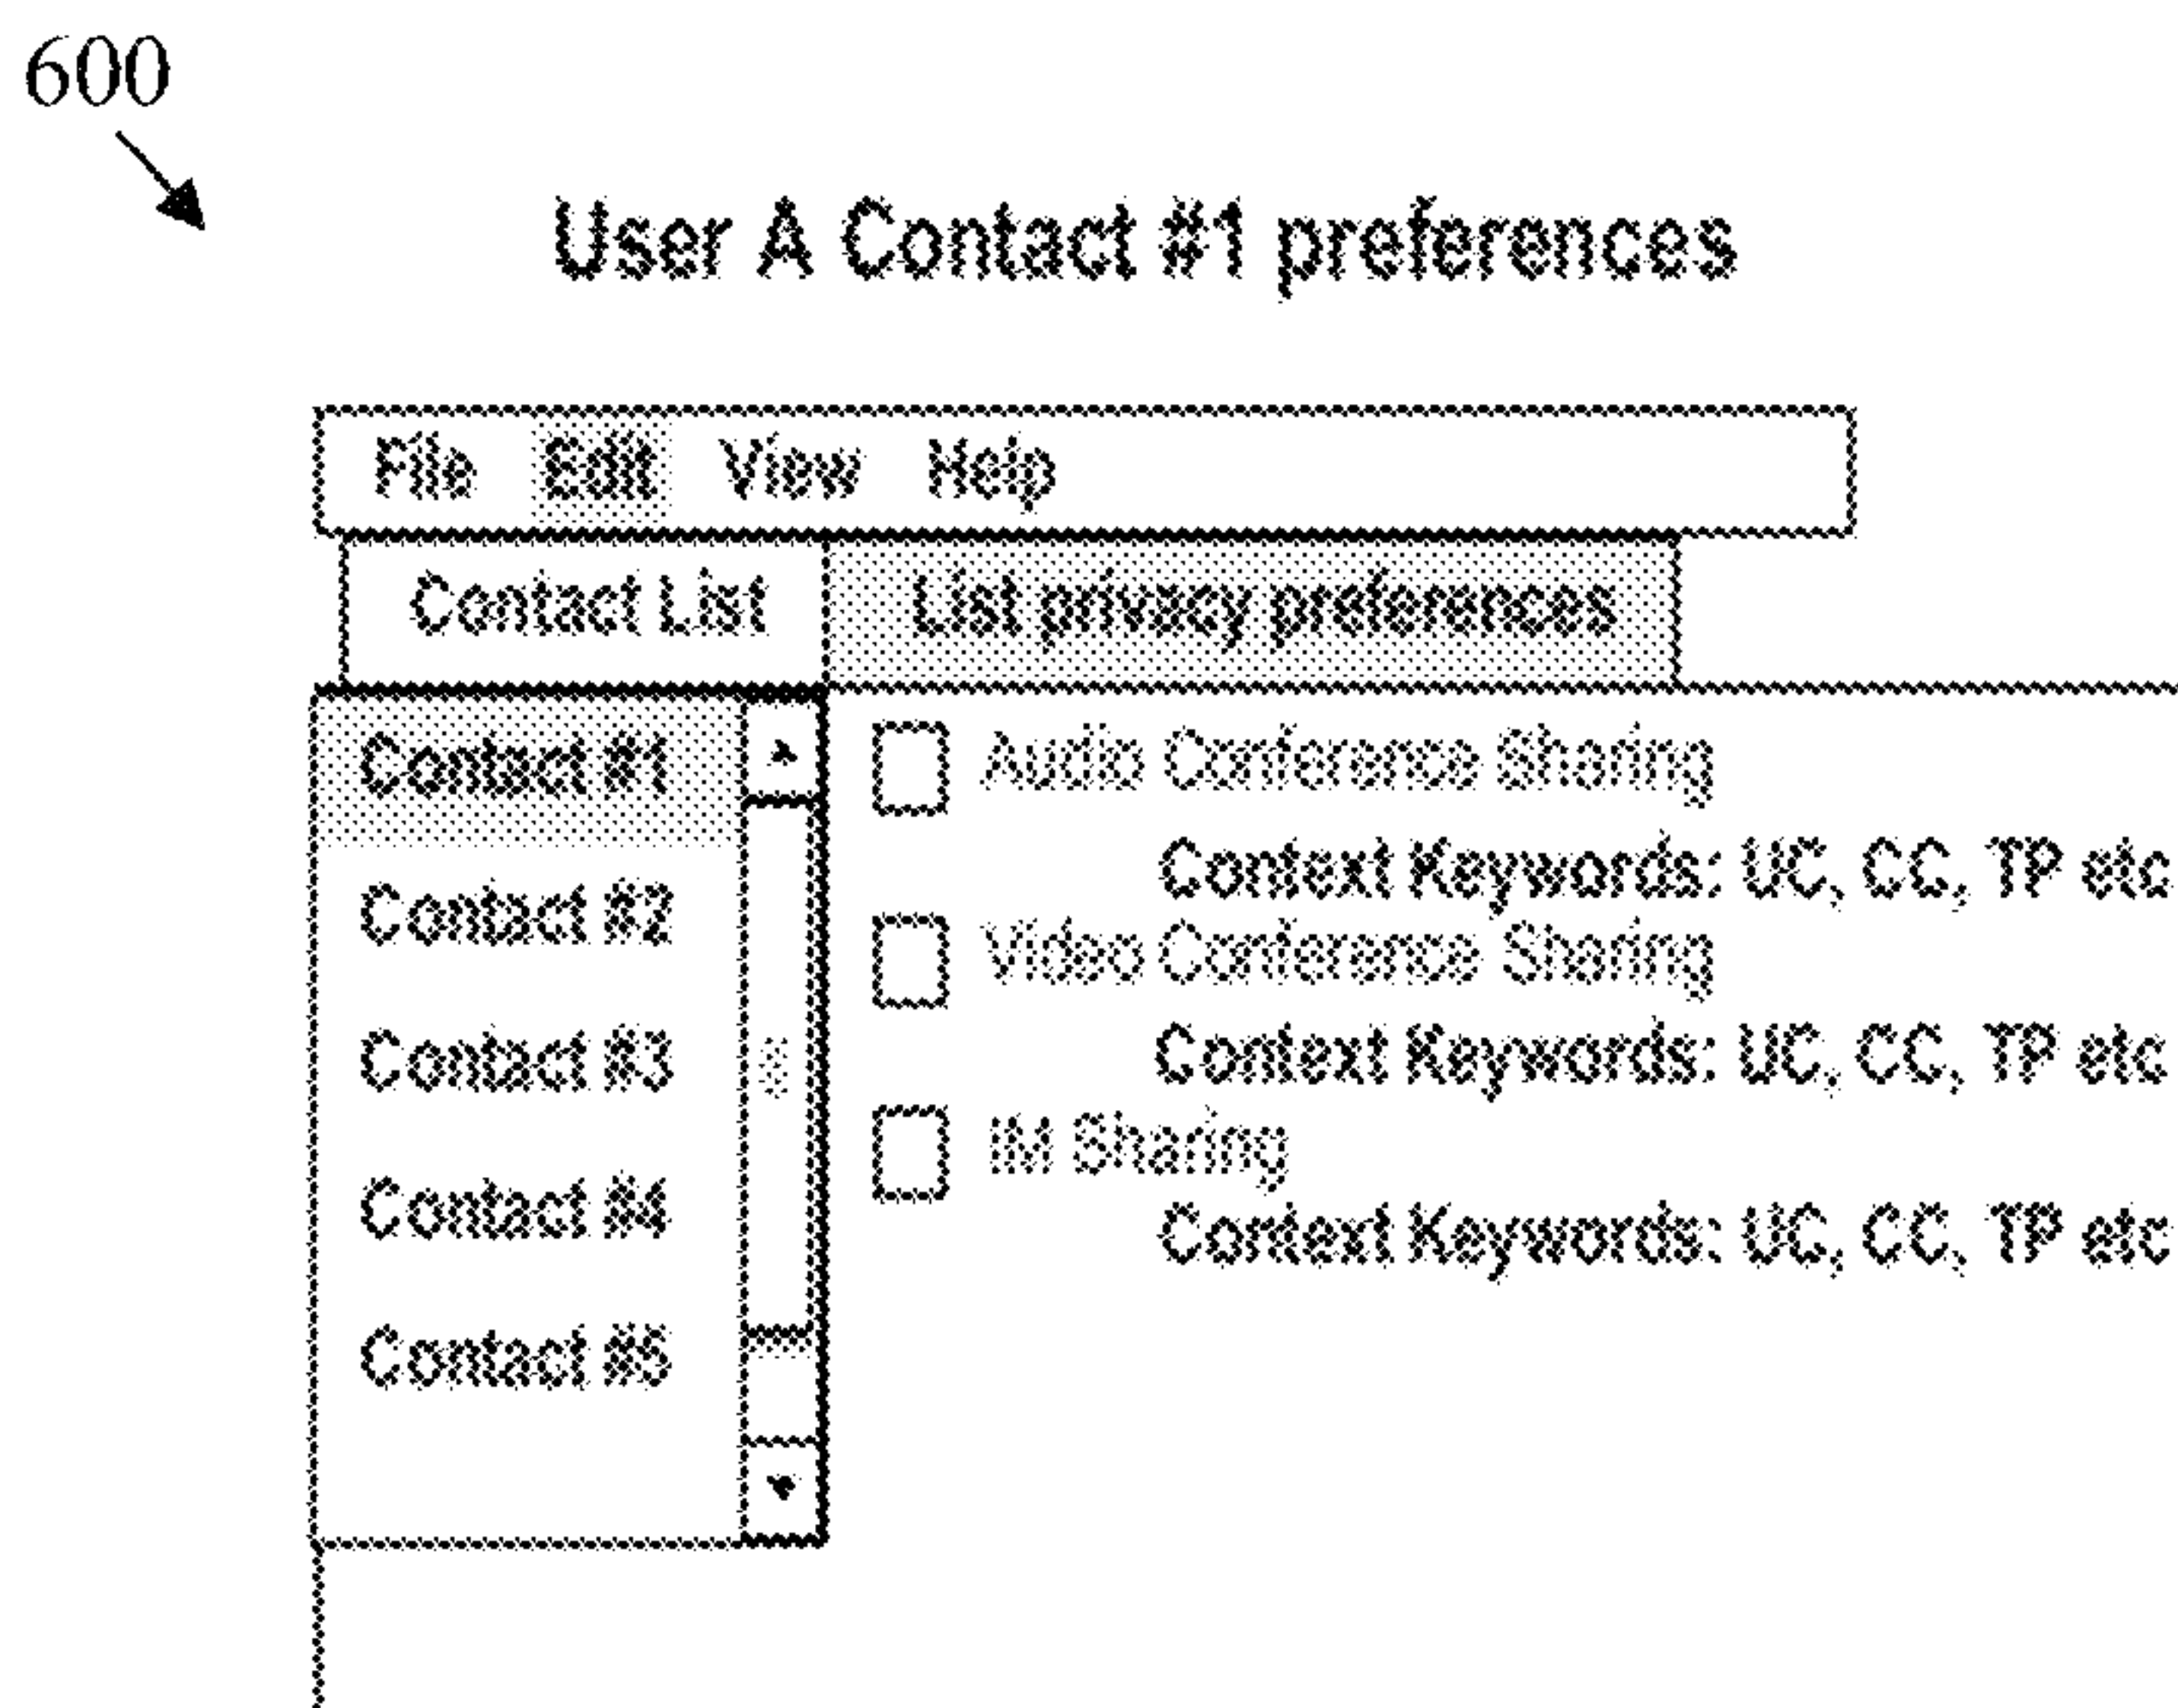 600
User A Contact #1 preferences
File Edit View Help
Contact List List privacy preferences
Contact #1
Contact #2
Contact #3
Contact #4
Contact #5
Audio Conference Sharing
Context Keywords: UC, CC, TP etc
Video Conference Sharing
Context Keywords: UC, CC, TP etc
IM Sharing
Context Keywords: UC, CC, TP etc